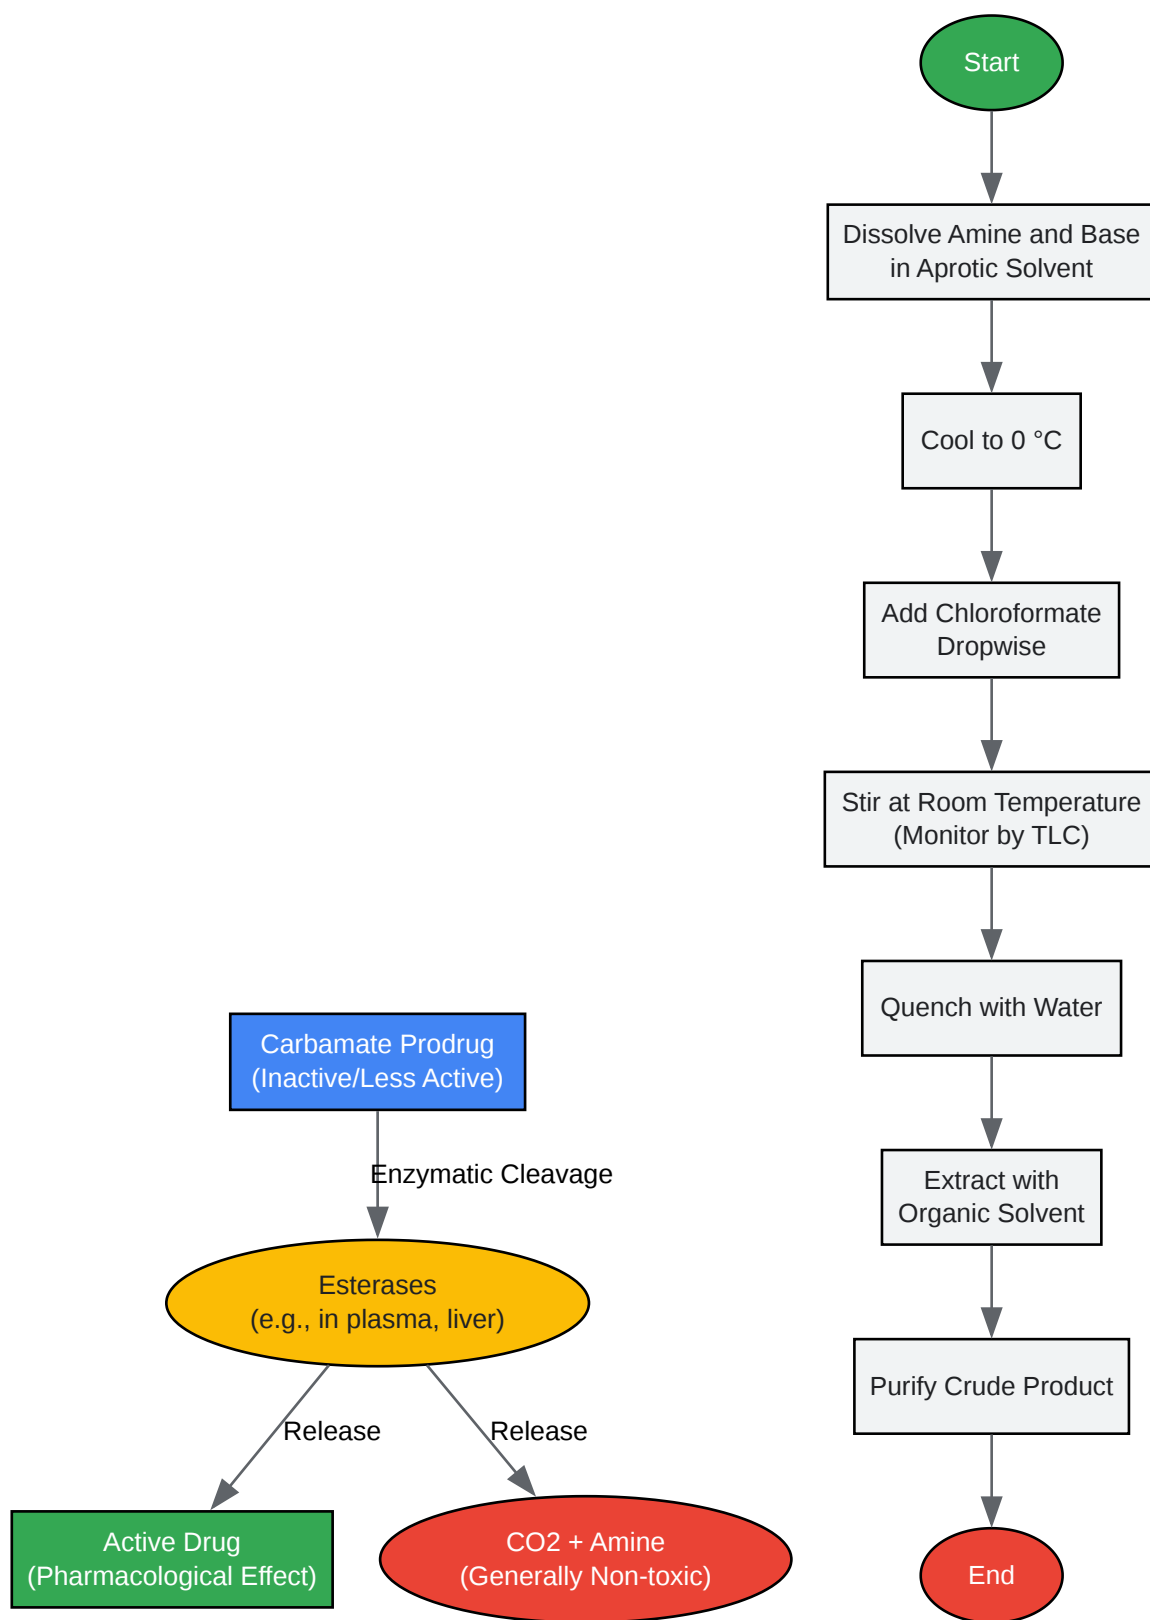 Start
Dissolve Amine and Base
in Aprotic Solvent
Cool to 0 °C
Add Chloroformate
Dropwise
Stir at Room Temperature
(Monitor by TLC)
Quench with Water
Extract with
Organic Solvent
Purify Crude Product
End
Carbamate Prodrug
(Inactive/Less Active)
Enzymatic Cleavage
Esterases
(e.g., in plasma, liver)
Release
Release
Active Drug
(Pharmacological Effect)
CO2 + Amine
(Generally Non-toxic)